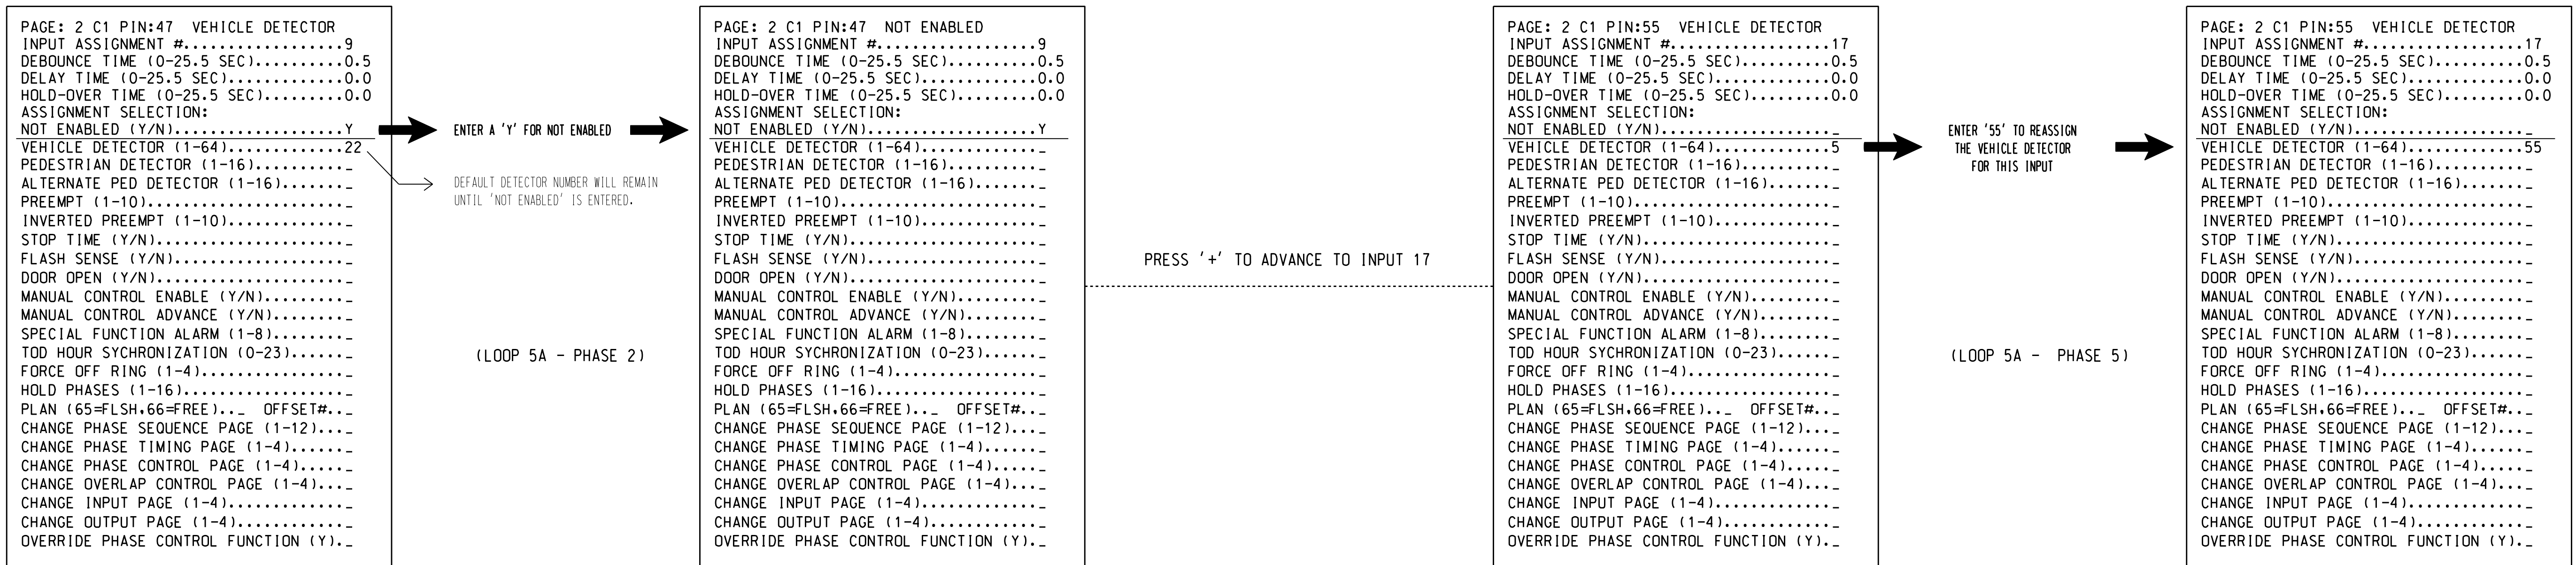 PAGE: 2 C1 PIN:47 VEHICLE DETECTOR
INPUT ASSIGNMENT #.................9
DEBOUNCE TIME (0-25.5 SEC)..........0.5
DELAY TIME (0-25.5 SEC).............0.0
HOLD-OVER TIME (0-25.5 SEC).........0.0
ASSIGNMENT SELECTION:
NOT ENABLED (Y/N)..................Y
VEHICLE DETECTOR (1-64).............22
PEDESTRIAN DETECTOR (1-16)........._
ALTERNATE PED DETECTOR (1-16)......._
PREEMPT (1-10)......................_
INVERTED PREEMPT (1-10)............._
STOP TIME (Y/N)....................._
FLASH SENSE (Y/N)..................._
DOOR OPEN (Y/N)....................._
MANUAL CONTROL ENABLE (Y/N)........._
MANUAL CONTROL ADVANCE (Y/N)........_
SPECIAL FUNCTION ALARM (1-8)........_
TOD HOUR SYCHRONIZATION (0-23)......_
FORCE OFF RING (1-4)................_
HOLD PHASES (1-16).................._
PLAN (65=FLSH,66=FREE).._ OFFSET#.._
CHANGE PHASE SEQUENCE PAGE (1-12)..._
CHANGE PHASE TIMING PAGE (1-4)......_
CHANGE PHASE CONTROL PAGE (1-4)....._
CHANGE OVERLAP CONTROL PAGE (1-4)..._
CHANGE INPUT PAGE (1-4)............._
CHANGE OUTPUT PAGE (1-4)............_
OVERRIDE PHASE CONTROL FUNCTION (Y)._
ENTER A 'Y' FOR NOT ENABLED
DEFAULT DETECTOR NUMBER WILL REMAIN
UNTIL 'NOT ENABLED' IS ENTERED.
(LOOP 5A - PHASE 2)
PAGE: 2 C1 PIN:47 NOT ENABLED
INPUT ASSIGNMENT #..................9
DEBOUNCE TIME (0-25.5 SEC)..........0.5
DELAY TIME (0-25.5 SEC).............0.0
HOLD-OVER TIME (0-25.5 SEC).........0.0
ASSIGNMENT SELECTION:
NOT ENABLED (Y/N)...................Y
VEHICLE DETECTOR (1-64)............._
PEDESTRIAN DETECTOR (1-16).........._
ALTERNATE PED DETECTOR (1-16)......._
PREEMPT (1-10)......................_
INVERTED PREEMPT (1-10)............._
STOP TIME (Y/N)....................._
FLASH SENSE (Y/N)..................._
DOOR OPEN (Y/N)....................._
MANUAL CONTROL ENABLE (Y/N)........._
MANUAL CONTROL ADVANCE (Y/N)........_
SPECIAL FUNCTION ALARM (1-8)........_
TOD HOUR SYCHRONIZATION (0-23)......_
FORCE OFF RING (1-4)................_
HOLD PHASES (1-16).................._
PLAN (65=FLSH,66=FREE).._ OFFSET#.._
CHANGE PHASE SEQUENCE PAGE (1-12)..._
CHANGE PHASE TIMING PAGE (1-4)......_
CHANGE PHASE CONTROL PAGE (1-4)....._
CHANGE OVERLAP CONTROL PAGE (1-4)..._
CHANGE INPUT PAGE (1-4)............._
CHANGE OUTPUT PAGE (1-4)............_
OVERRIDE PHASE CONTROL FUNCTION (Y)._
PRESS '+' TO ADVANCE TO INPUT 17
PAGE: 2 C1 PIN:55 VEHICLE DETECTOR
INPUT ASSIGNMENT #..................17
DEBOUNCE TIME (0-25.5 SEC)..........0.5
DELAY TIME (0-25.5 SEC).............0.0
HOLD-OVER TIME (0-25.5 SEC).........0.0
ASSIGNMENT SELECTION:
NOT ENABLED (Y/N)..................._
VEHICLE DETECTOR (1-64).............5
PEDESTRIAN DETECTOR (1-16).........._
ALTERNATE PED DETECTOR (1-16)......._
PREEMPT (1-10)......................_
INVERTED PREEMPT (1-10)............._
STOP TIME (Y/N)....................._
FLASH SENSE (Y/N)..................._
DOOR OPEN (Y/N)....................._
MANUAL CONTROL ENABLE (Y/N)........._
MANUAL CONTROL ADVANCE (Y/N)........_
SPECIAL FUNCTION ALARM (1-8)........_
TOD HOUR SYCHRONIZATION (0-23)......_
FORCE OFF RING (1-4)................_
HOLD PHASES (1-16).................._
PLAN (65=FLSH,66=FREE).._ OFFSET#.._
CHANGE PHASE SEQUENCE PAGE (1-12)..._
CHANGE PHASE TIMING PAGE (1-4)......_
CHANGE PHASE CONTROL PAGE (1-4)....._
CHANGE OVERLAP CONTROL PAGE (1-4)..._
CHANGE INPUT PAGE (1-4)............._
CHANGE OUTPUT PAGE (1-4)............_
OVERRIDE PHASE CONTROL FUNCTION (Y)._
ENTER '55' TO REASSIGN
THE VEHICLE DETECTOR
FOR THIS INPUT
(LOOP 5A - PHASE 5)
PAGE: 2 C1 PIN:55 VEHICLE DETECTOR
INPUT ASSIGNMENT #..................17
DEBOUNCE TIME (0-25.5 SEC)..........0.5
DELAY TIME (0-25.5 SEC).............0.0
HOLD-OVER TIME (0-25.5 SEC).........0.0
ASSIGNMENT SELECTION:
NOT ENABLED (Y/N)..................._
VEHICLE DETECTOR (1-64).............55
PEDESTRIAN DETECTOR (1-16).........._
ALTERNATE PED DETECTOR (1-16)......._
PREEMPT (1-10)......................_
INVERTED PREEMPT (1-10)............._
STOP TIME (Y/N)....................._
FLASH SENSE (Y/N)..................._
DOOR OPEN (Y/N)....................._
MANUAL CONTROL ENABLE (Y/N)........._
MANUAL CONTROL ADVANCE (Y/N)........_
SPECIAL FUNCTION ALARM (1-8)........_
TOD HOUR SYCHRONIZATION (0-23)......_
FORCE OFF RING (1-4)................_
HOLD PHASES (1-16).................._
PLAN (65=FLSH,66=FREE).._ OFFSET#.._
CHANGE PHASE SEQUENCE PAGE (1-12)..._
CHANGE PHASE TIMING PAGE (1-4)......_
CHANGE PHASE CONTROL PAGE (1-4)....._
CHANGE OVERLAP CONTROL PAGE (1-4)..._
CHANGE INPUT PAGE (1-4)............._
CHANGE OUTPUT PAGE (1-4)............_
OVERRIDE PHASE CONTROL FUNCTION (Y)._